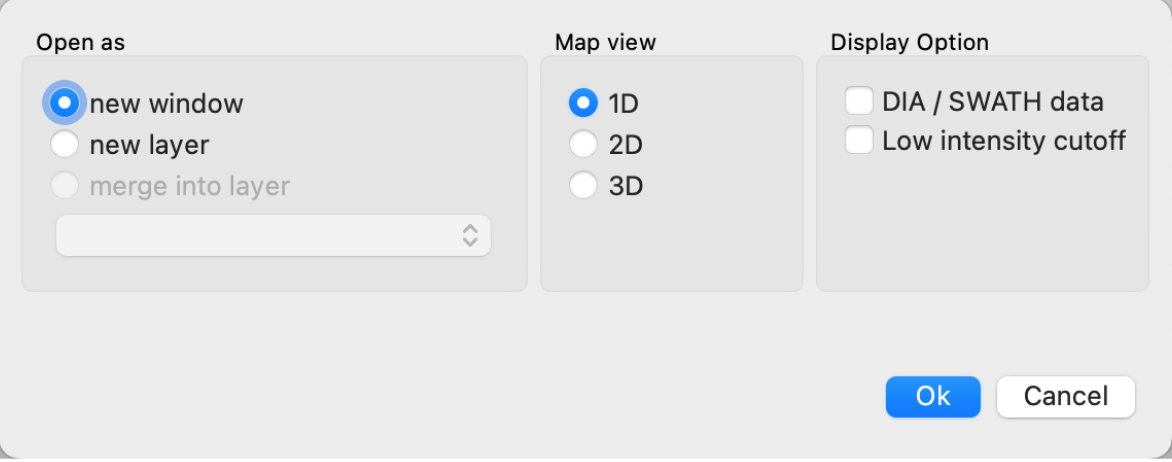 Open as
new window
new layer
merge into layer
Map view
1D
2D
3D
Display Option
DIA / SWATH data
Low intensity cutoff
Ok
Cancel